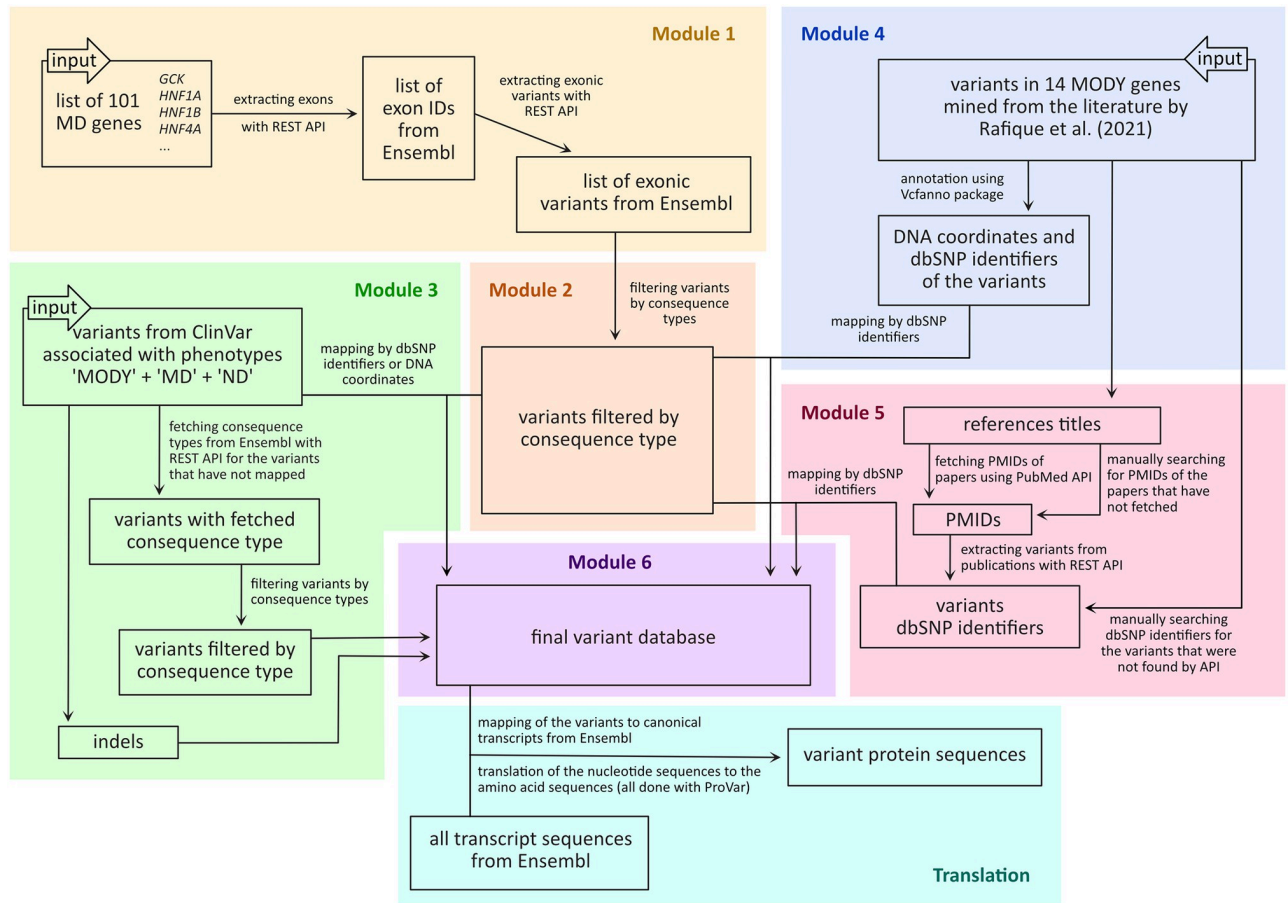 Module 1
input
list of 101
MD genes
GCK
HNF1A
HNF1B
HNF4A
...
extracting exons
with REST API
list of
exon IDs
from
Ensembl
extracting exonic
variants with
REST API
list of exonic
variants from Ensembl
Module 4
input
variants in 14 MODY genes
mined from the literature by
Rafique et al. (2021)
annotation using
Vcfanno package
DNA coordinates and
dbSNP identifiers
of the variants
mapping by dbSNP
identifiers
Module 3
input
variants from ClinVar
associated with phenotypes
'MODY' + 'MD' + 'ND'
mapping by dbSNP
identifiers or DNA
coordinates
fetching consequence
types from Ensembl with
REST API for the variants
that have not mapped
variants with fetched
consequence type
filtering variants by
consequence types
variants filtered by
consequence type
indels
Module 2
filtering variants
by consequence
types
variants filtered by
consequence type
Module 5
references titles
fetching PMIDs of
papers using PubMed API
manually searching
for PMIDs of the
papers that have
not fetched
PMIDs
mapping by dbSNP
identifiers
extracting variants from
publications with REST API
variants
dbSNP identifiers
manually searching
dbSNP identifiers for
the variants that were
not found by API
Module 6
final variant database
mapping of the variants to canonical
transcripts from Ensembl
translation of the nucleotide sequences to the
amino acid sequences (all done with ProVar)
variant protein sequences
all transcript sequences
from Ensembl
Translation